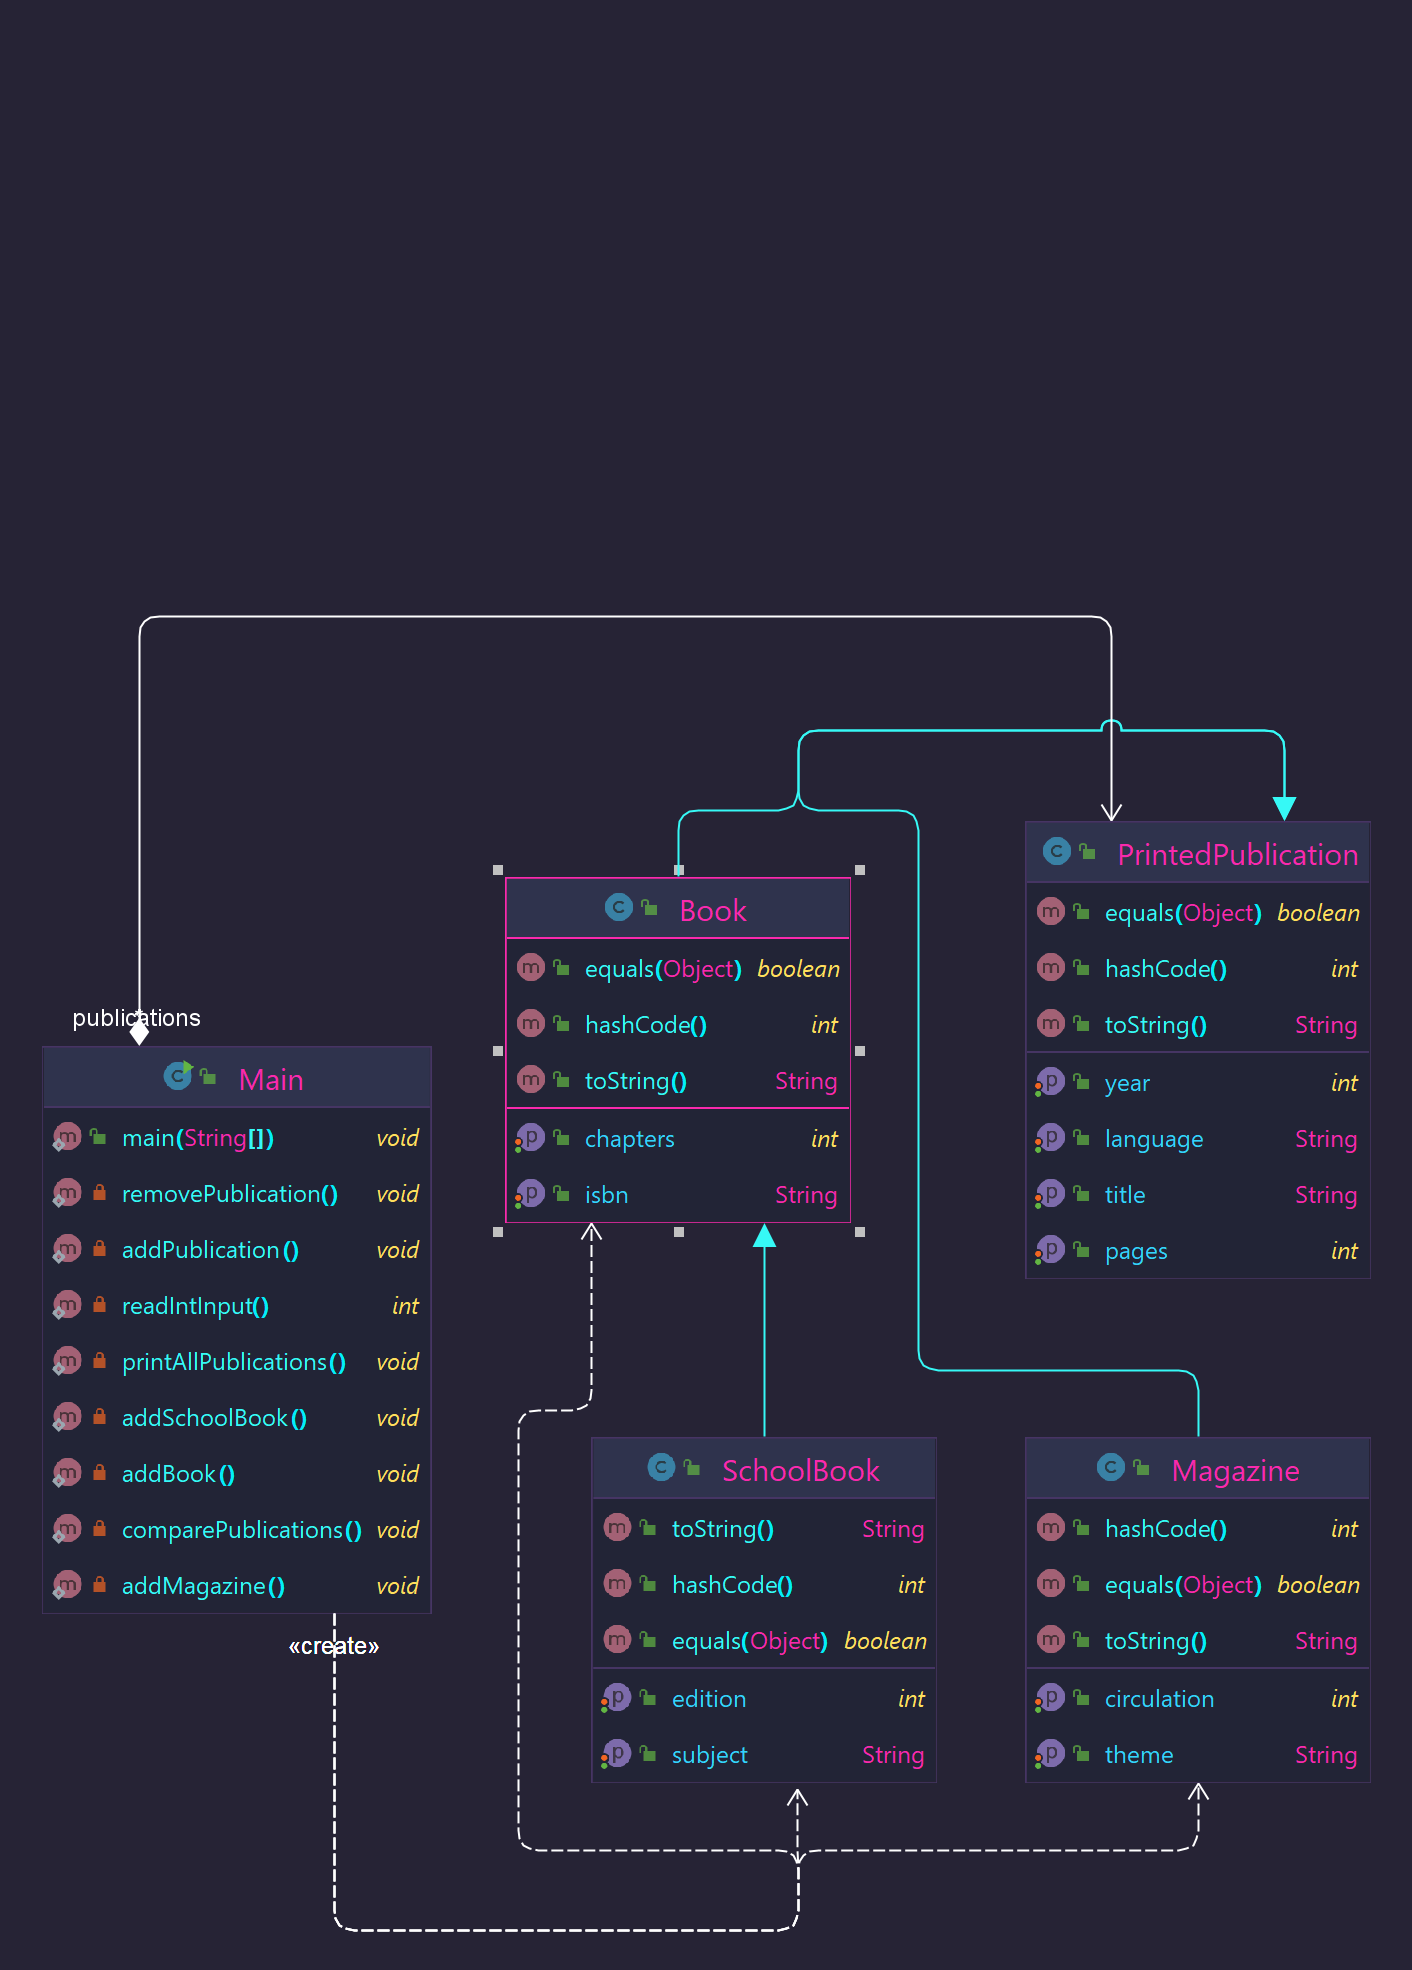 publications
Main
main(String[]) void
removePublication() void
addPublication() void
readIntInput() int
printAllPublications() void
addSchoolBook() void
addBook() void
comparePublications() void
addMagazine() void
«create»
Book
equals(Object) boolean
hashCode() int
toString() String
chapters int
isbn String
PrintedPublication
equals(Object) boolean
hashCode() int
toString() String
year int
language String
title String
pages int
SchoolBook
toString() String
hashCode() int
equals(Object) boolean
edition int
subject String
Magazine
hashCode() int
equals(Object) boolean
toString() String
circulation int
theme String